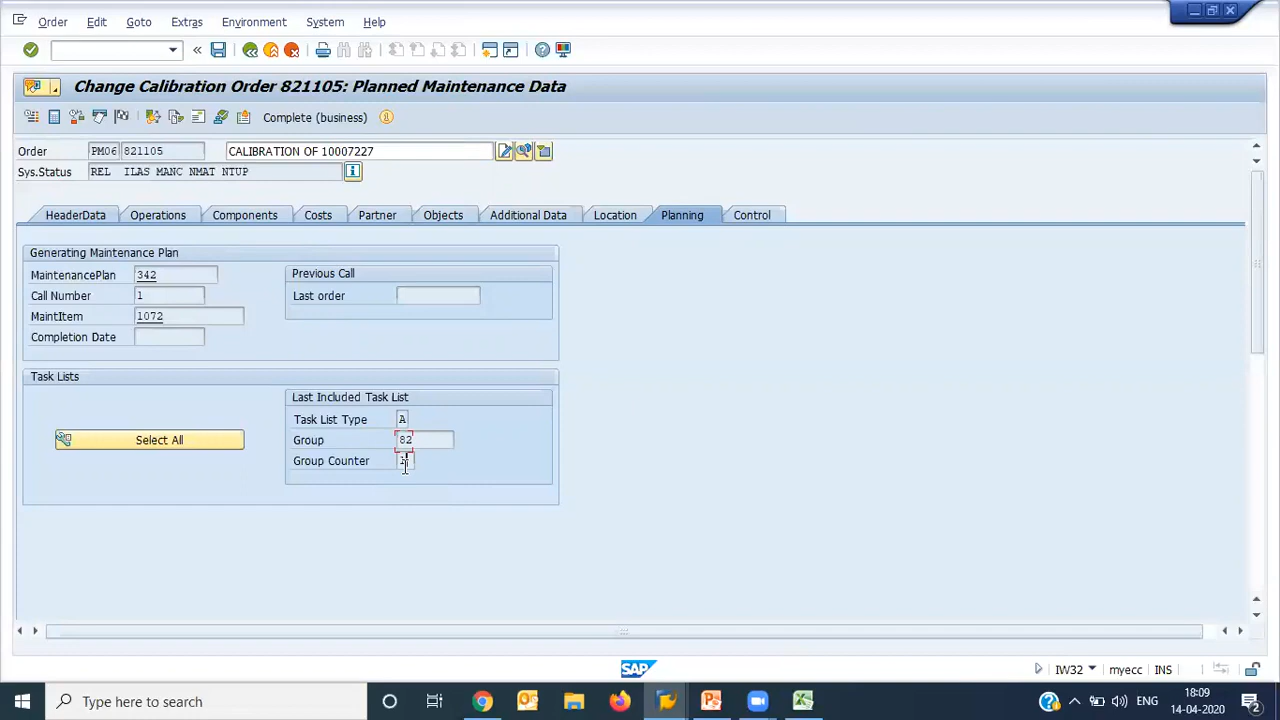 Order Edit Goto Extras Environment System Help
Change Calibration Order 821105: Planned Maintenance Data
Complete (business)
Order PM06 821105 CALIBRATION OF 10007227
Sys.Status REL ILAS MANC NMAT NTUP
HeaderData Operations Components Costs Partner Objects Additional Data Location Planning Control
Generating Maintenance Plan
MaintenancePlan 342
Call Number 1
MaintItem 1072
Completion Date
Previous Call
Last order
Task Lists
Select All
Last Included Task List
Task List Type A
Group 82
Group Counter
SAP
IW32 myecc INS
Type here to search
ENG
18:09
14-04-2020
2